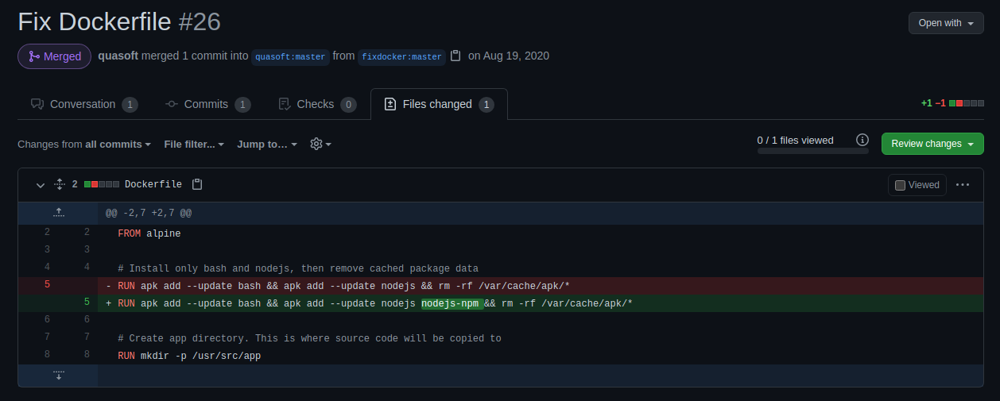 Fix Dockerfile #26
Open with
Merged quasoft merged 1 commit into quasoft:master from fixdocker:master on Aug 19, 2020
Conversation 1 Commits 1 Checks 0 Files changed 1 +1 −1
Changes from all commits File filter... Jump to… 0 / 1 files viewed Review changes
2 Dockerfile Viewed
@@ -2,7 +2,7 @@
2 2 FROM alpine
3 3
4 4 # Install only bash and nodejs, then remove cached package data
5 - RUN apk add --update bash && apk add --update nodejs && rm -rf /var/cache/apk/*
5 + RUN apk add --update bash && apk add --update nodejs nodejs-npm && rm -rf /var/cache/apk/*
6 6
7 7 # Create app directory. This is where source code will be copied to
8 8 RUN mkdir -p /usr/src/app